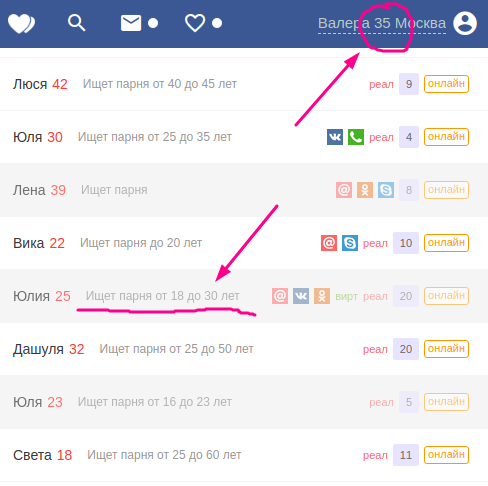 Валера 35 Москва
Люся 42 Ищет парня от 40 до 45 лет реал 9 онлайн
Юля 30 Ищет парня от 25 до 35 лет реал 4 онлайн
Лена 39 Ищет парня 8 онлайн
Вика 22 Ищет парня до 20 лет реал 10 онлайн
Юлия 25 Ищет парня от 18 до 30 лет вирт реал 20 онлайн
Дашуля 32 Ищет парня от 25 до 50 лет реал 20 онлайн
Юля 23 Ищет парня от 16 до 23 лет реал 5 онлайн
Света 18 Ищет парня от 25 до 60 лет реал 11 онлайн